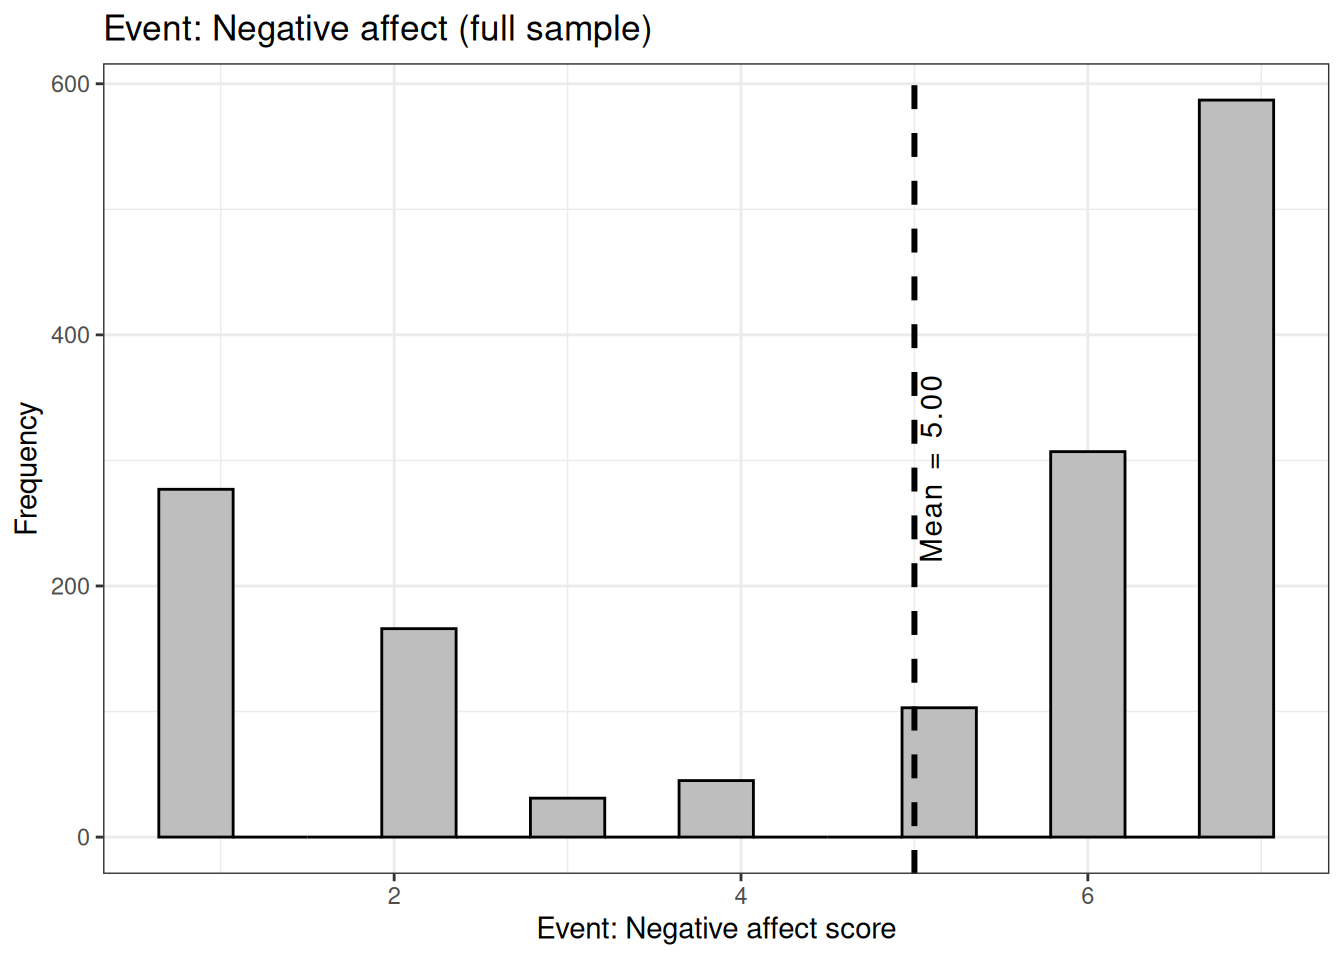 Event: Negative affect (full sample)
600
400
200
0
Frequency
Mean = 5.00
2
4
6
Event: Negative affect score